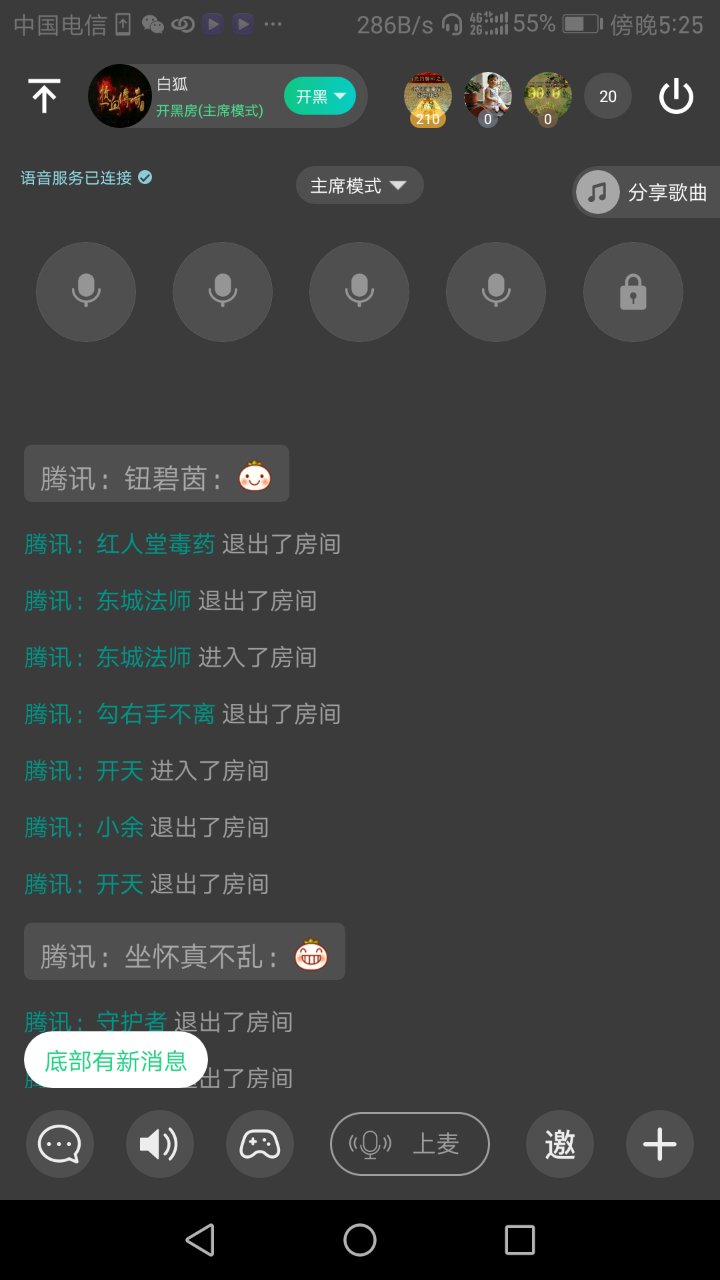 中国电信
286B/s
4G
2G
55%
傍晚5:25
热血传奇
白狐
开黑房(主席模式)
开黑
210
0
0
20
语音服务已连接
主席模式
分享歌曲
腾讯：钮碧茵：
腾讯：红人堂毒药 退出了房间
腾讯：东城法师 退出了房间
腾讯：东城法师 进入了房间
腾讯：勾右手不离 退出了房间
腾讯：开天 进入了房间
腾讯：小余 退出了房间
腾讯：开天 退出了房间
腾讯：坐怀真不乱：
腾讯：守护者 退出了房间
底部有新消息
出了房间
上麦
邀